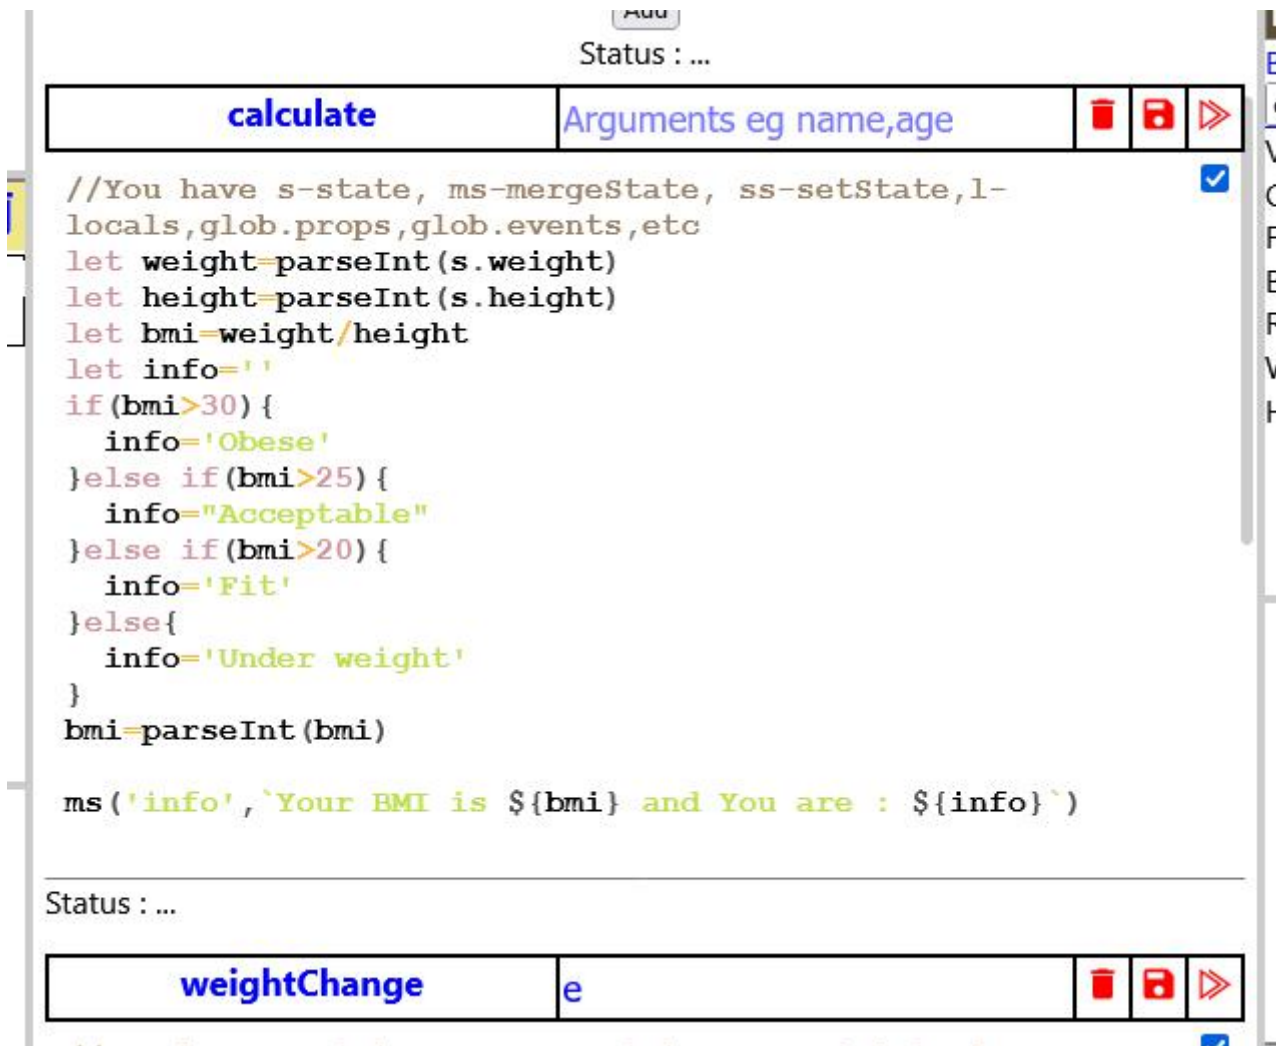 Add
Status : ...
calculate
Arguments eg name,age
//You have s-state, ms-mergeState, ss-setState,l-
locals,glob.props,glob.events,etc
let weight=parseInt(s.weight)
let height=parseInt(s.height)
let bmi=weight/height
let info=''
if(bmi>30){
  info='Obese'
}else if(bmi>25){
  info="Acceptable"
}else if(bmi>20){
  info='Fit'
}else{
  info='Under weight'
}
bmi=parseInt(bmi)
ms('info',`Your BMI is ${bmi} and You are : ${info}`)
Status : ...
weightChange
e